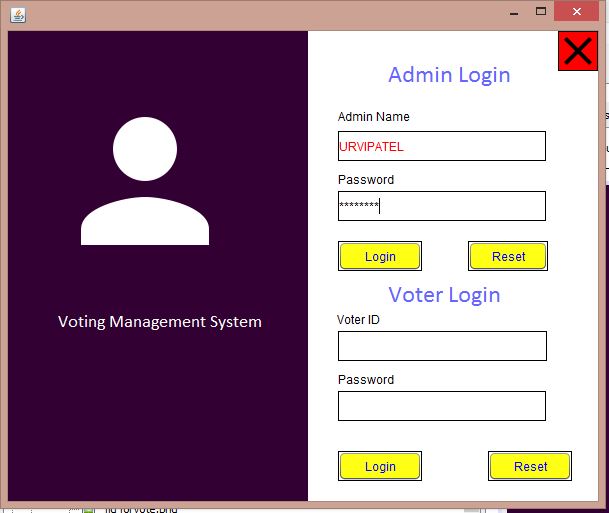 Admin Login
Admin Name
URVIPATEL
Password
********
Login Reset
Voting Management System
Voter Login
Voter ID
Password
Login Reset